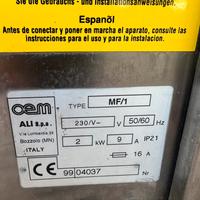 Sie die Gebrauchs - und Installationsanweisungen.
Espanõl
Antes de conectar y poner en marcha el aparato, consulte las
instrucciones para el uso y para la instalacion.
oem
TYPE MF/1
ALI s.p.a.
Via Lombardia 33
230/V~ V 50/60 Hz
Bozzolo (MN)
2 kW 9 A IP21
ITALY
16 A
CE 99 04037